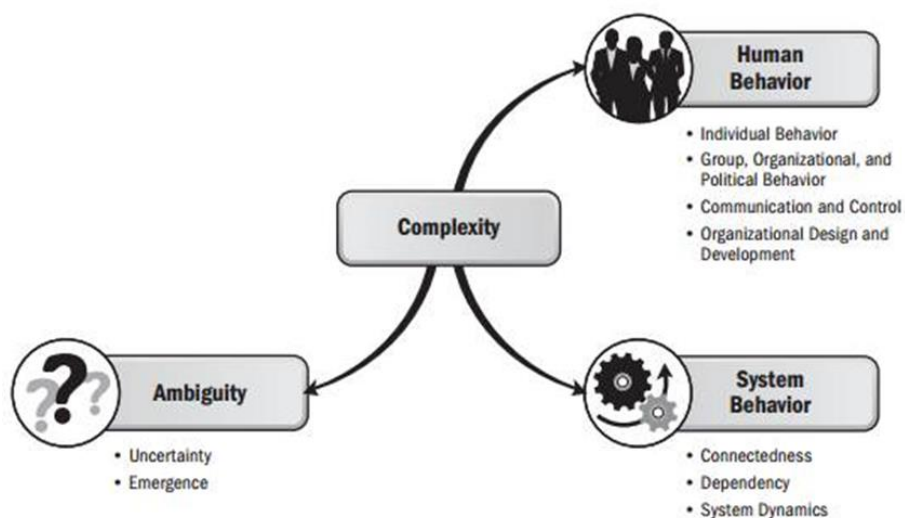 Human
Behavior
• Individual Behavior
• Group, Organizational, and
Political Behavior
• Communication and Control
• Organizational Design and
Development
Complexity
Ambiguity
• Uncertainty
• Emergence
System
Behavior
• Connectedness
• Dependency
• System Dynamics